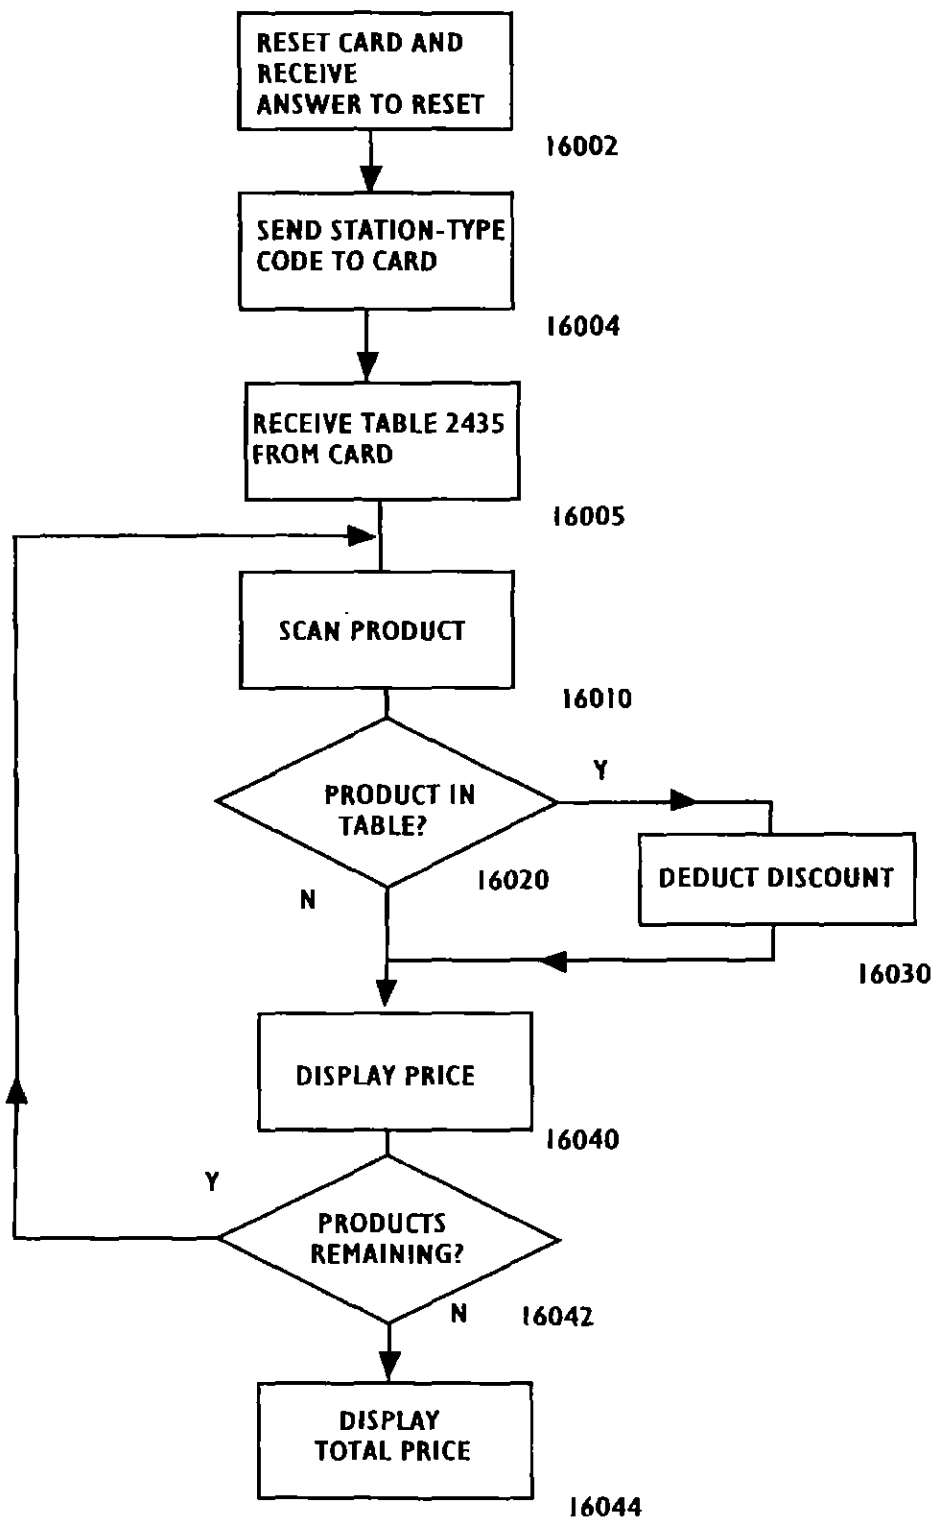 RESET CARD AND
RECEIVE
ANSWER TO RESET
16002
SEND STATION-TYPE
CODE TO CARD
16004
RECEIVE TABLE 2435
FROM CARD
16005
SCAN PRODUCT
16010
PRODUCT IN
TABLE?
Y
16020
N
DEDUCT DISCOUNT
16030
DISPLAY PRICE
16040
Y
PRODUCTS
REMAINING?
N
16042
DISPLAY
TOTAL PRICE
16044